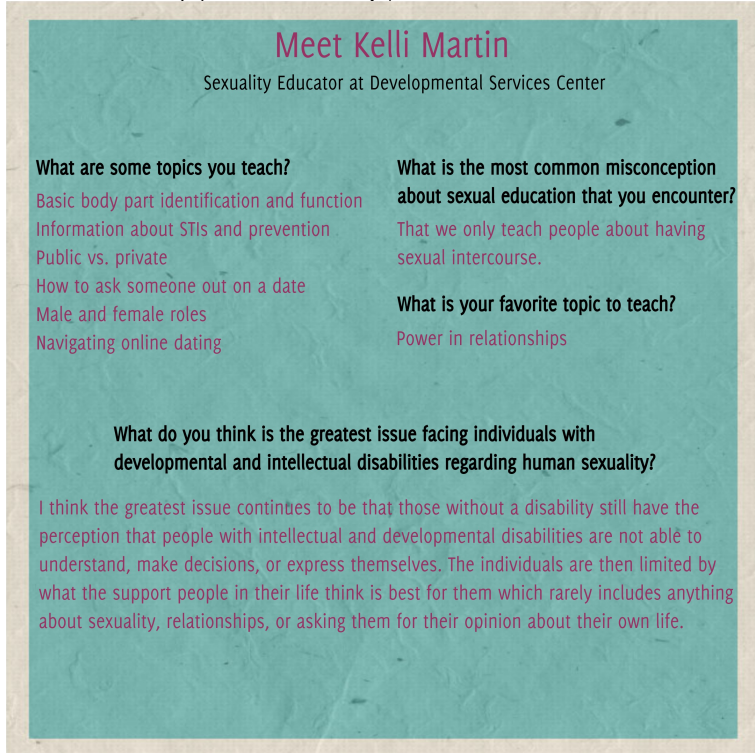 Meet Kelli Martin
Sexuality Educator at Developmental Services Center
What are some topics you teach?
Basic body part identification and function
Information about STIs and prevention
Public vs. private
How to ask someone out on a date
Male and female roles
Navigating online dating
What is the most common misconception
about sexual education that you encounter?
That we only teach people about having
sexual intercourse.
What is your favorite topic to teach?
Power in relationships
What do you think is the greatest issue facing individuals with
developmental and intellectual disabilities regarding human sexuality?
I think the greatest issue continues to be that those without a disability still have the
perception that people with intellectual and developmental disabilities are not able to
understand, make decisions, or express themselves. The individuals are then limited by
what the support people in their life think is best for them which rarely includes anything
about sexuality, relationships, or asking them for their opinion about their own life.